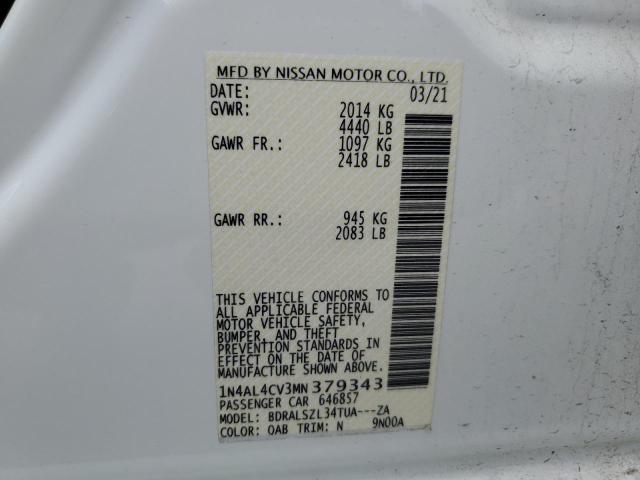 MFD BY NISSAN MOTOR CO., LTD.
DATE: 03/21
GVWR: 2014 KG
4440 LB
GAWR FR.: 1097 KG
2418 LB
GAWR RR.: 945 KG
2083 LB
THIS VEHICLE CONFORMS TO
ALL APPLICABLE FEDERAL
MOTOR VEHICLE SAFETY,
BUMPER, AND THEFT
PREVENTION STANDARDS IN
EFFECT ON THE DATE OF
MANUFACTURE SHOWN ABOVE.
1N4AL4CV3MN379343
PASSENGER CAR 646857
MODEL: BDRALSZL34TUA---ZA
COLOR: QAB TRIM: N 9N00A